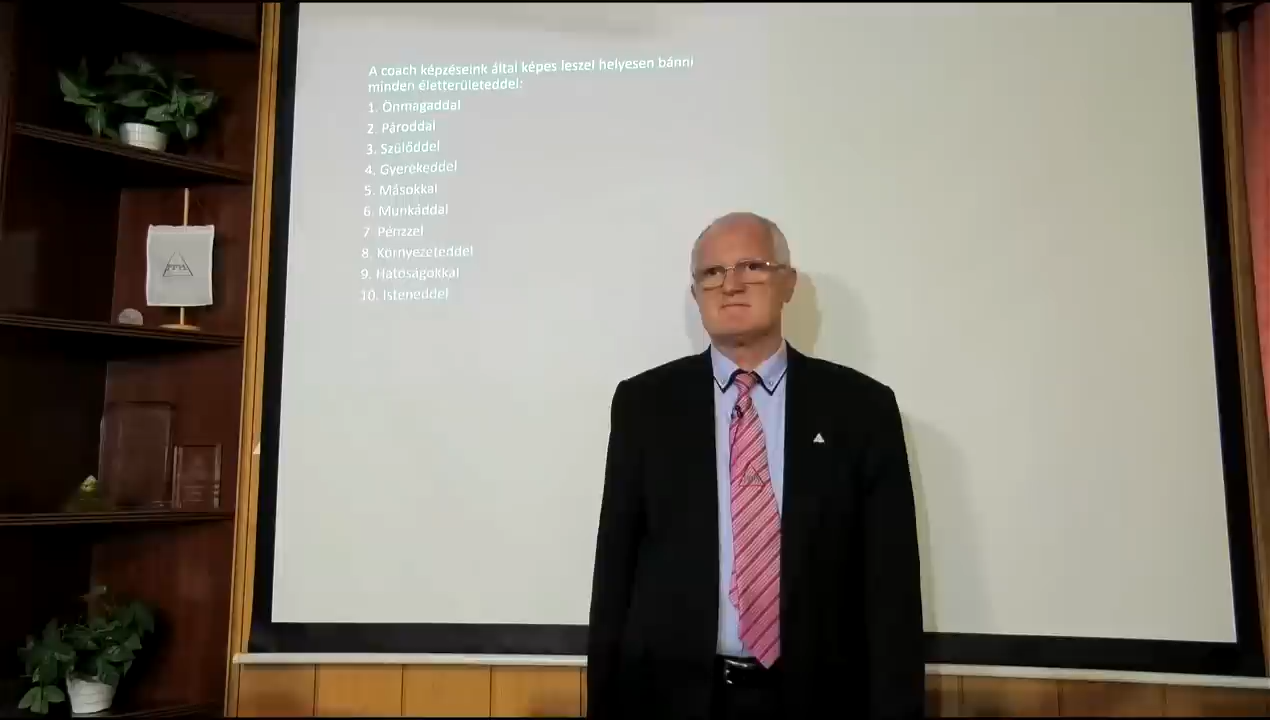 A coach képzéseink által képes leszel helyesen bánni
minden életterületeddel:
1. Önmagaddal
2. Pároddal
3. Szülőddel
4. Gyerekeddel
5. Másokkal
6. Munkáddal
7 Pénzzel
8. Környezeteddel
9. Hatóságokkal
10. Isteneddel